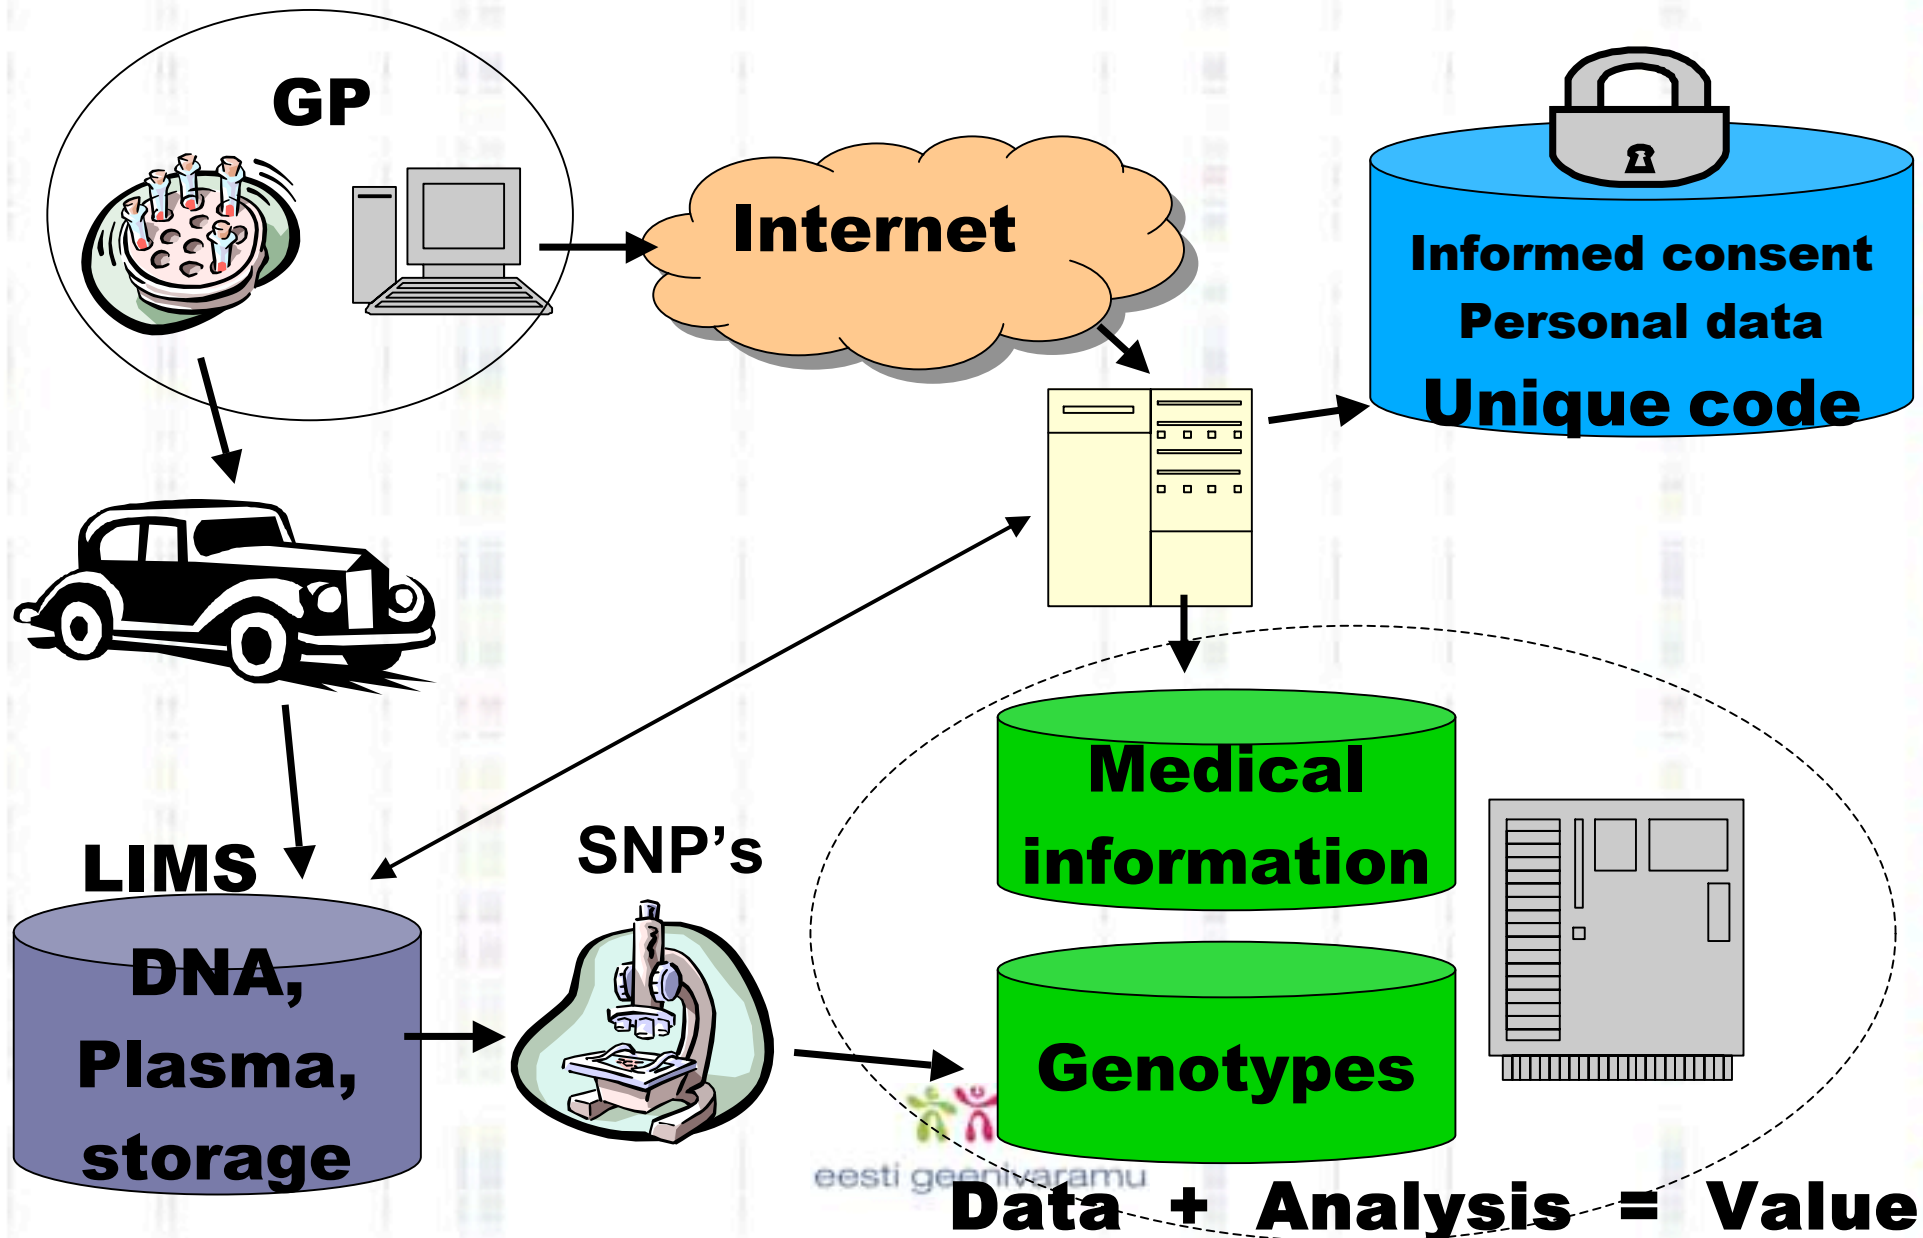 GP
Internet
Informed consent
Personal data
Unique code
LIMS
DNA,
Plasma,
storage
SNP’s
Medical
information
Genotypes
eesti geenivaramu
Data + Analysis = Value